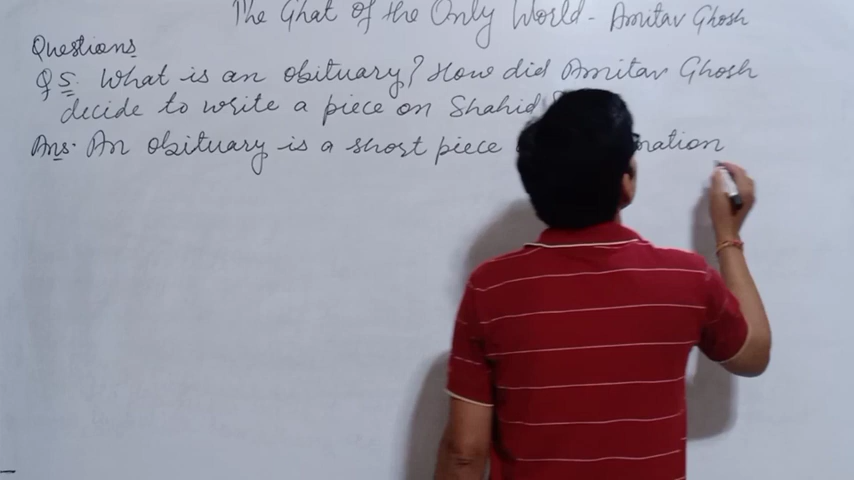 The Ghat of the Only World - Amitav Ghosh
Questions
Q5. What is an obituary? How did Amitav Ghosh
decide to write a piece on Shahid
Ans. An obituary is a short piece